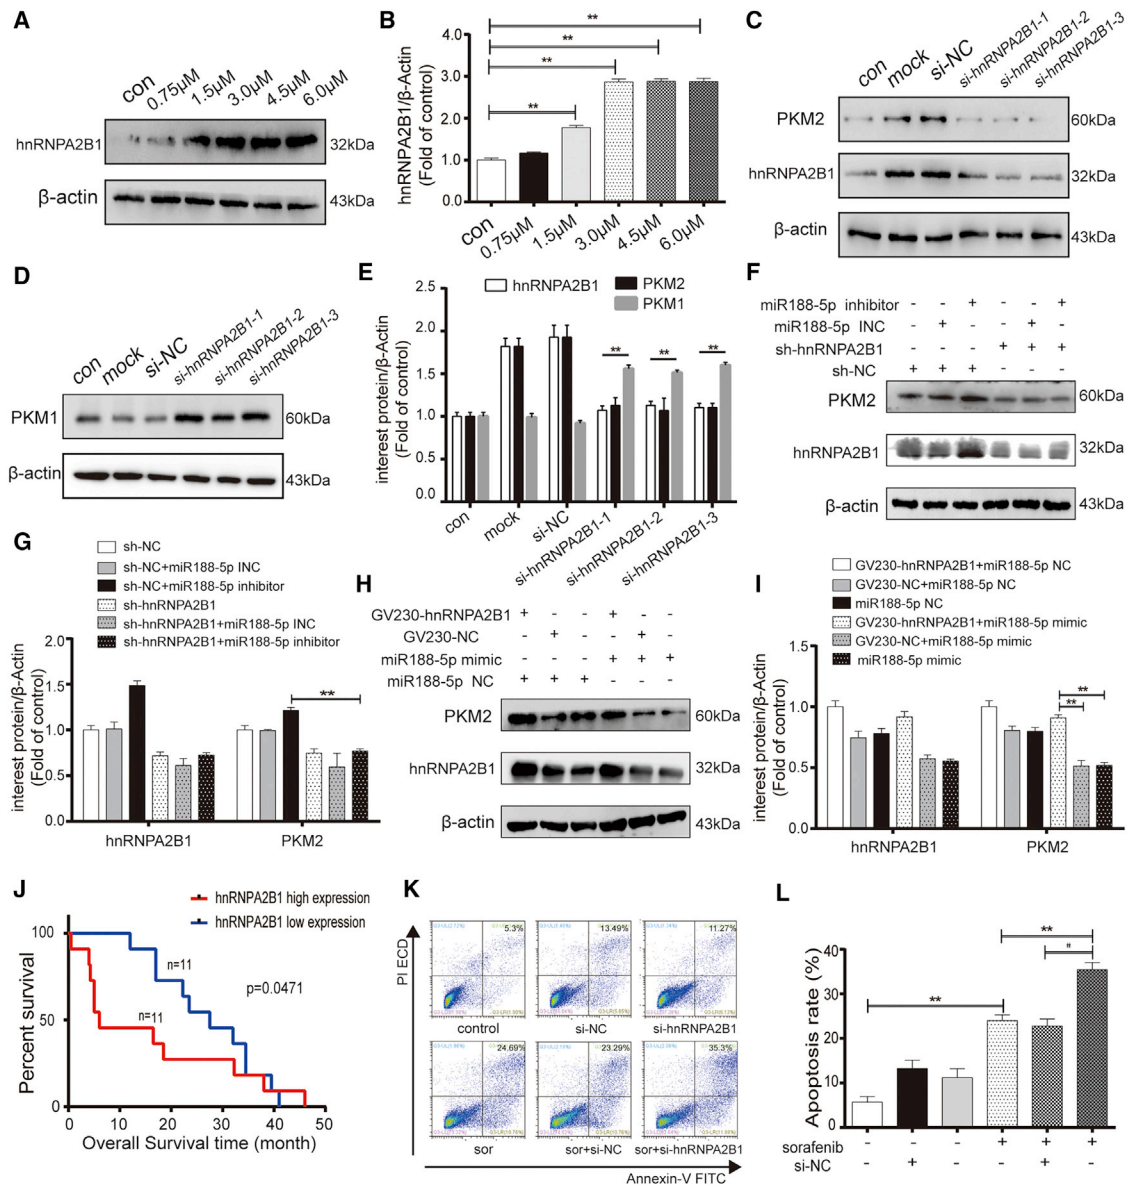 A
con 0.75μM 1.5μM 3.0μM 4.5μM 6.0μM
hnRNPA2B1
32kDa
β-actin
43kDa
B
hnRNPA2B1/β-Actin
(Fold of control)
4.0
3.0
2.0
1.0
0.0
** ** ** **
con 0.75μM 1.5μM 3.0μM 4.5μM 6.0μM
C
con mock si-NC si-hnRNPA2B1-1 si-hnRNPA2B1-2 si-hnRNPA2B1-3
PKM2
60kDa
hnRNPA2B1
32kDa
β-actin
43kDa
D
con mock si-NC si-hnRNPA2B1-1 si-hnRNPA2B1-2 si-hnRNPA2B1-3
PKM1
60kDa
β-actin
43kDa
E
hnRNPA2B1
PKM2
PKM1
interest protein/β-Actin
(Fold of control)
2.5
2.0
1.5
1.0
0.5
0.0
** ** **
con mock si-NC si-hnRNPA2B1-1 si-hnRNPA2B1-2 si-hnRNPA2B1-3
F
miR188-5p inhibitor - - + - - +
miR188-5p INC - + - - + -
sh-hnRNPA2B1 - - - + + +
sh-NC + + + - - -
PKM2
60kDa
hnRNPA2B1
32kDa
β-actin
43kDa
G
sh-NC
sh-NC+miR188-5p INC
sh-NC+miR188-5p inhibitor
sh-hnRNPA2B1
sh-hnRNPA2B1+miR188-5p INC
sh-hnRNPA2B1+miR188-5p inhibitor
interest protein/β-Actin
(Fold of control)
2.0
1.5
1.0
0.5
0.0
**
hnRNPA2B1 PKM2
H
GV230-hnRNPA2B1 + - - + - -
GV230-NC - + - - + -
miR188-5p mimic - - - + + +
miR188-5p NC + + + - - -
PKM2
60kDa
hnRNPA2B1
32kDa
β-actin
43kDa
I
GV230-hnRNPA2B1+miR188-5p NC
GV230-NC+miR188-5p NC
miR188-5p NC
GV230-hnRNPA2B1+miR188-5p mimic
GV230-NC+miR188-5p mimic
miR188-5p mimic
interest protein/β-Actin
(Fold of control)
1.5
1.0
0.5
0.0
**
**
hnRNPA2B1 PKM2
J
hnRNPA2B1 high expression
hnRNPA2B1 low expression
Percent survival
100
50
0
n=11
n=11
p=0.0471
0 10 20 30 40 50
Overall Survival time (month)
K
PI ECD
5.3% 13.49% 11.27%
control si-NC si-hnRNPA2B1
24.69% 23.29% 35.3%
sor sor+si-NC sor+si-hnRNPA2B1
Annexin-V FITC
L
Apoptosis rate (%)
40
30
20
10
0
**
**
sorafenib - - - + + +
si-NC - + - - + -